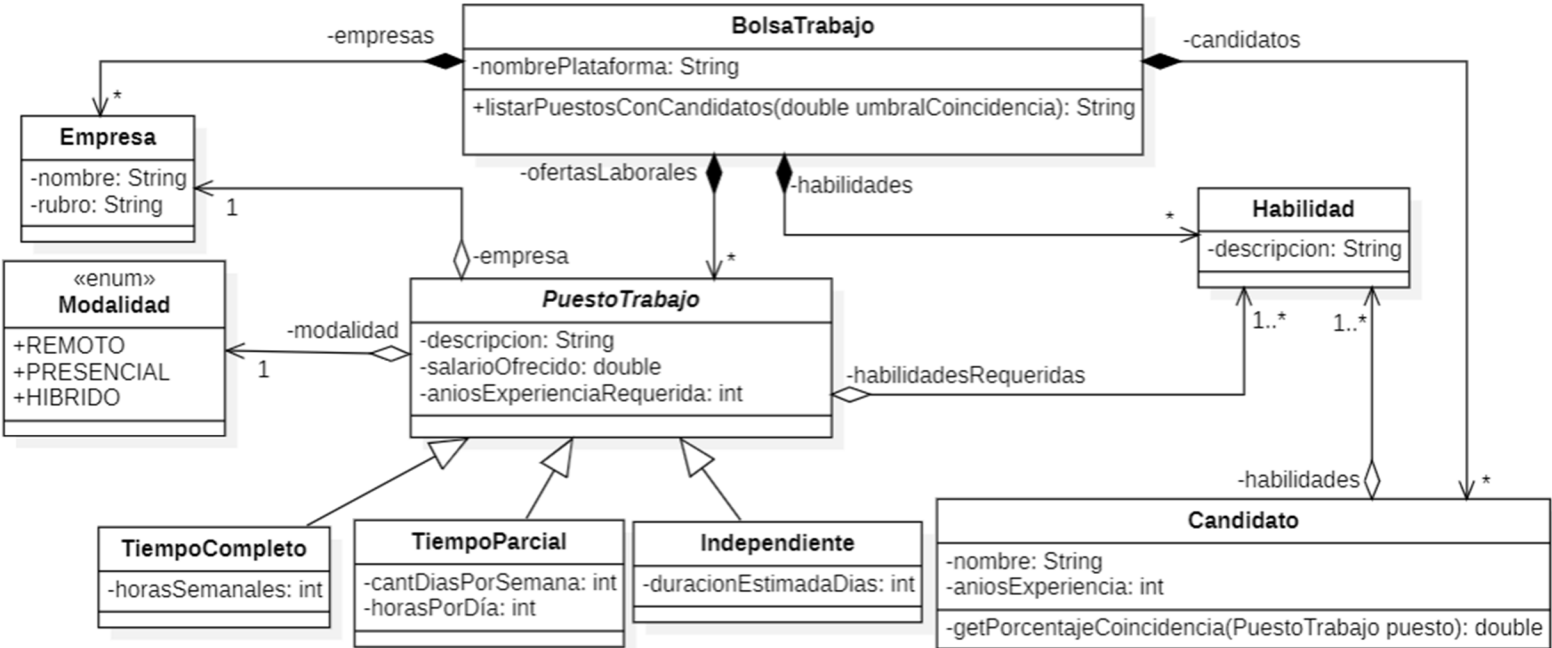 BolsaTrabajo
-nombrePlataforma: String
+listarPuestosConCandidatos(double umbralCoincidencia): String
-empresas
*
-candidatos
*
Empresa
-nombre: String
-rubro: String
1
-empresa
-ofertasLaborales
*
-habilidades
*
Habilidad
-descripcion: String
«enum»
Modalidad
+REMOTO
+PRESENCIAL
+HIBRIDO
-modalidad
1
PuestoTrabajo
-descripcion: String
-salarioOfrecido: double
-aniosExperienciaRequerida: int
-habilidadesRequeridas
1..*
1..*
-habilidades
TiempoCompleto
-horasSemanales: int
TiempoParcial
-cantDiasPorSemana: int
-horasPorDía: int
Independiente
-duracionEstimadaDias: int
Candidato
-nombre: String
-aniosExperiencia: int
-getPorcentajeCoincidencia(PuestoTrabajo puesto): double